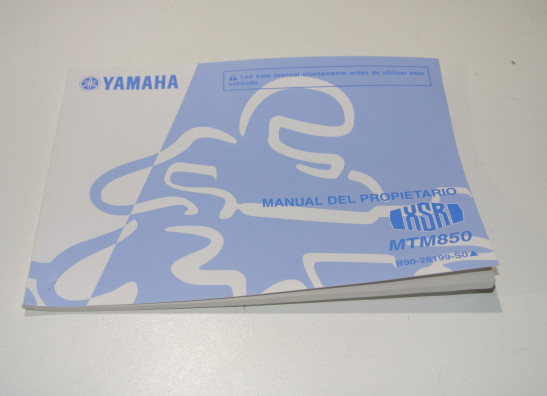 YAMAHA
Lea este manual atentamente antes de utilizar este
vehículo.
MANUAL DEL PROPIETARIO
XSR
MTM850
B90-28199-S0